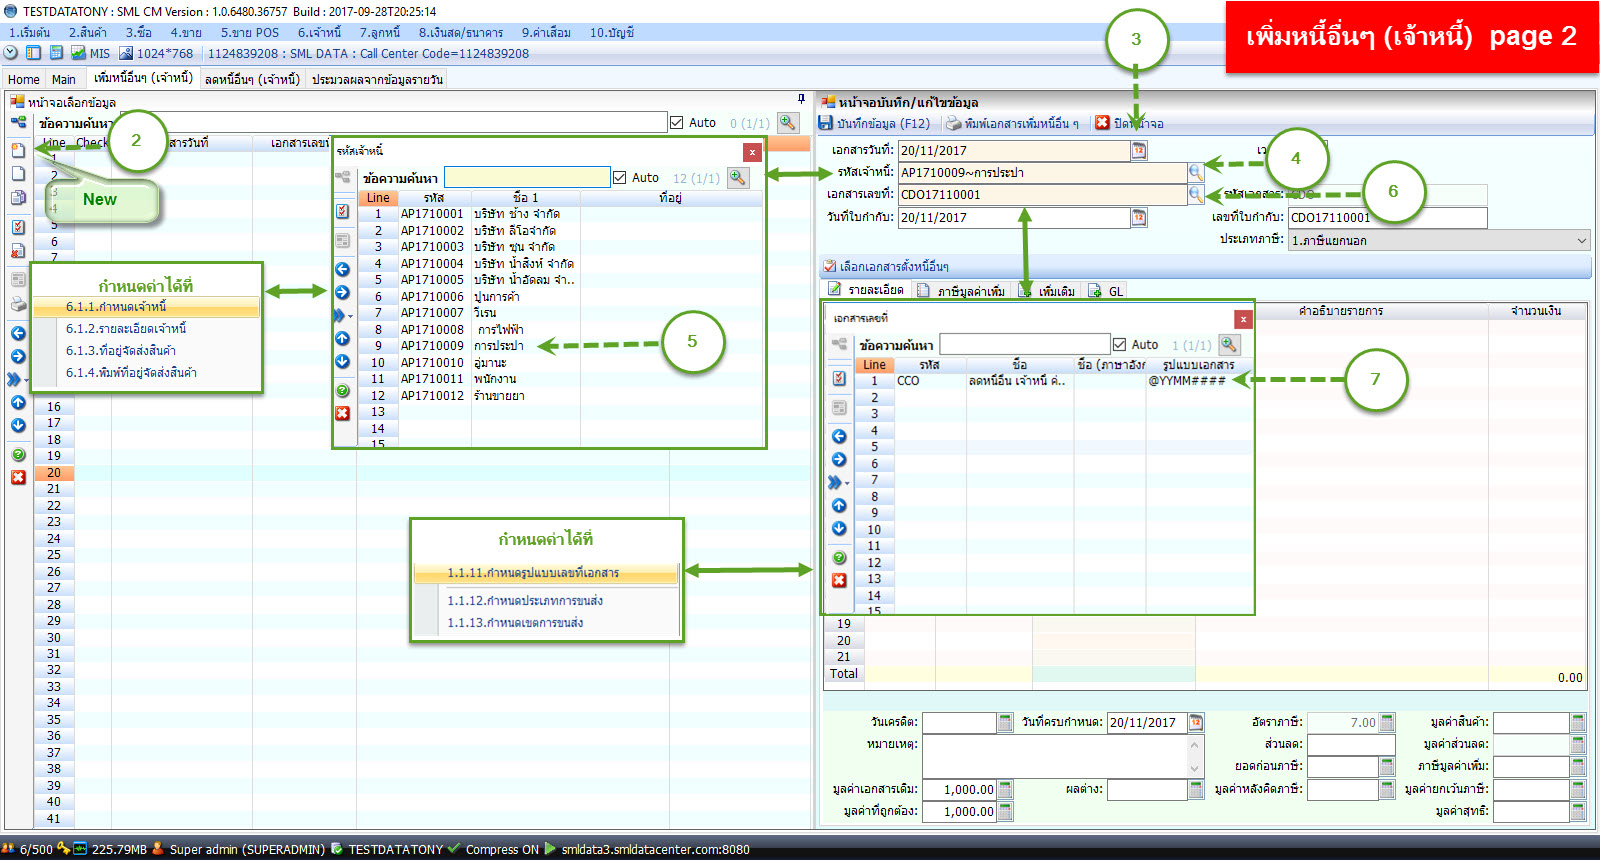 TESTDATATONY : SML CM Version : 1.0.6480.36757  Build : 2017-09-28T20:25:14
1.เริ่มต้น 2.สินค้า 3.ซื้อ 4.ขาย 5.ขาย POS 6.เจ้าหนี้ 7.ลูกหนี้ 8.เงินสด/ธนาคาร 9.ค่าเสื่อม 10.บัญชี
MIS 1024*768 1124839208 : SML DATA : Call Center Code=1124839208
เพิ่มหนี้อื่นๆ (เจ้าหนี้) page 2
Home Main เพิ่มหนี้อื่นๆ (เจ้าหนี้) ลดหนี้อื่นๆ (เจ้าหนี้) ประมวลผลจากข้อมูลรายวัน
หน้าจอเลือกข้อมูล
ข้อความค้นหา Auto 0 (1/1)
Line Check เอกสารเลขที่
2
New
1
2
3
4
5
6
7
กำหนดค่าได้ที่
6.1.1.กำหนดเจ้าหนี้
6.1.2.รายละเอียดเจ้าหนี้
6.1.3.ที่อยู่จัดส่งสินค้า
6.1.4.พิมพ์ที่อยู่จัดส่งสินค้า
16
17
18
19
20
21
22
23
24
25
26
27
28
29
30
31
32
33
34
35
36
37
38
39
40
41
รหัสเจ้าหนี้
ข้อความค้นหา Auto 12 (1/1)
Line รหัส ชื่อ 1 ที่อยู่
1 AP1710001 บริษัท ช้าง จำกัด
2 AP1710002 บริษัท ลีโอจำกัด
3 AP1710003 บริษัท ซุน จำกัด
4 AP1710004 บริษัท น้ำสิงห์ จำกัด
5 AP1710005 บริษัท น้ำอัดลม จำ..
6 AP1710006 ปูนการค้า
7 AP1710007 วีเรน
8 AP1710008 การไฟฟ้า
9 AP1710009 การประปา
10 AP1710010 อู่มานะ
11 AP1710011 พนักงาน
12 AP1710012 ร้านขายยา
13
14
15
5
กำหนดค่าได้ที่
1.1.11.กำหนดรูปแบบเลขที่เอกสาร
1.1.12.กำหนดประเภทการขนส่ง
1.1.13.กำหนดเขตการขนส่ง
3
หน้าจอบันทึก/แก้ไขข้อมูล
บันทึกข้อมูล (F12) พิมพ์เอกสารเพิ่มหนี้อื่น ๆ ปิดหน้าจอ
เอกสารวันที่: 20/11/2017
รหัสเจ้าหนี้: AP1710009~การประปา
4
เอกสารเลขที่: CDO17110001 รหัสเอกสาร: CDO
6
วันที่ใบกำกับ: 20/11/2017 เลขที่ใบกำกับ: CDO17110001
ประเภทภาษี: 1.ภาษีแยกนอก
เลือกเอกสารตั้งหนี้อื่นๆ
รายละเอียด ภาษีมูลค่าเพิ่ม เพิ่มเติม GL
คำอธิบายรายการ จำนวนเงิน
เอกสารเลขที่
ข้อความค้นหา Auto 1 (1/1)
Line รหัส ชื่อ ชื่อ (ภาษาอังก รูปแบบเอกสาร
1 CCO ลดหนี้อื่น เจ้าหนี้ ค่.. @YYMM####
7
2
3
4
5
6
7
8
9
10
11
12
13
14
15
19
20
21
Total 0.00
วันเครดิต: วันที่ครบกำหนด: 20/11/2017 อัตราภาษี: 7.00 มูลค่าสินค้า:
หมายเหตุ: ส่วนลด: มูลค่าส่วนลด:
ยอดก่อนภาษี: ภาษีมูลค่าเพิ่ม:
มูลค่าเอกสารเดิม: 1,000.00 ผลต่าง: มูลค่าหลังคิดภาษี: มูลค่ายกเว้นภาษี:
มูลค่าที่ถูกต้อง: 1,000.00 มูลค่าสุทธิ:
6/500 225.79MB Super admin (SUPERADMIN) TESTDATATONY Compress ON smldata3.smldatacenter.com:8080